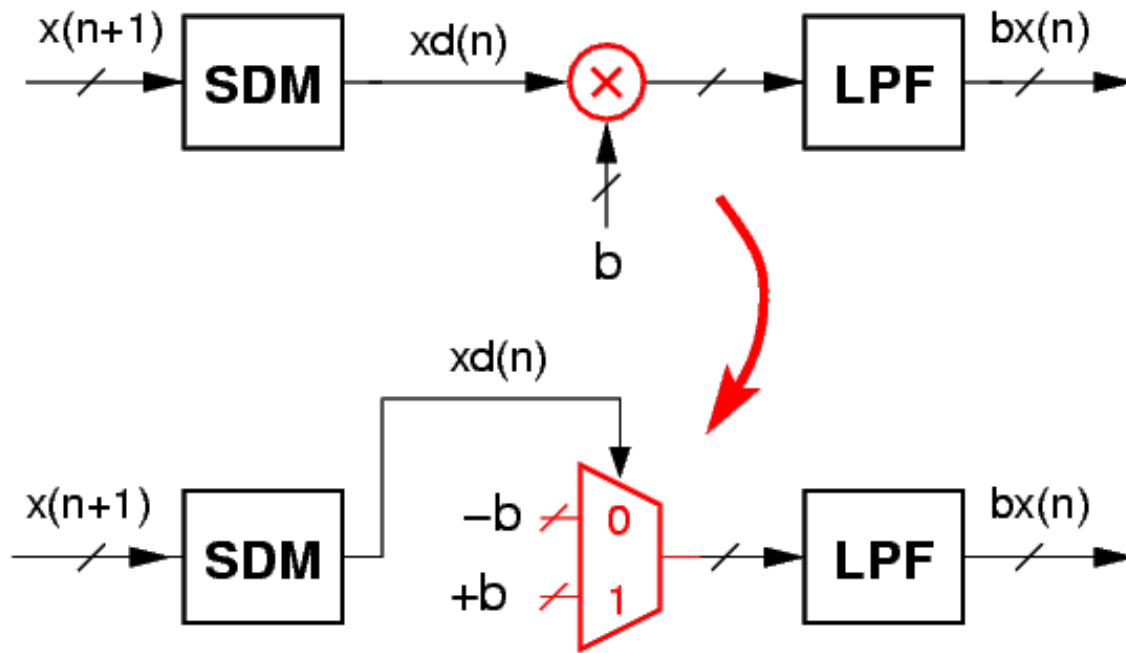 x(n+1) SDM xd(n) × LPF bx(n)
b
xd(n)
x(n+1) SDM −b 0 LPF bx(n)
+b 1